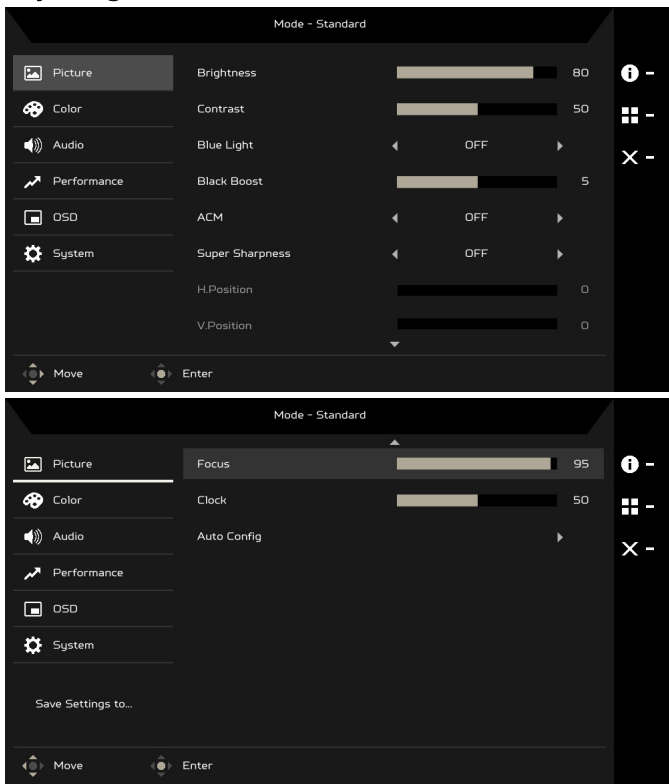 Mode - Standard
Picture
Brightness 80
Color
Contrast 50
Audio
Blue Light OFF
Performance
Black Boost 5
OSD
ACM OFF
System
Super Sharpness OFF
H.Position 0
V.Position 0
Move Enter
Mode - Standard
Picture
Focus 95
Color
Clock 50
Audio
Auto Config
Performance
OSD
System
Save Settings to...
Move Enter